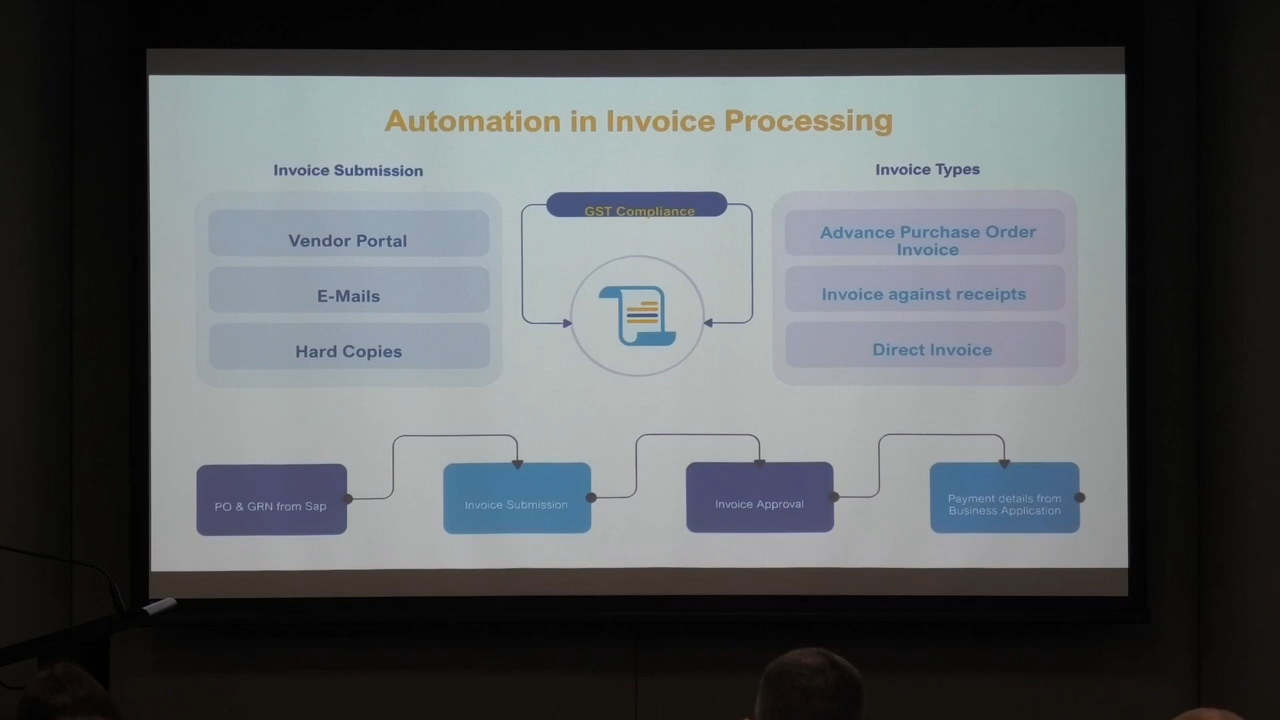 Automation in Invoice Processing
Invoice Submission
Vendor Portal
E-Mails
Hard Copies
GST Compliance
Invoice Types
Advance Purchase Order
Invoice
Invoice against receipts
Direct Invoice
PO & GRN from Sap
Invoice Submission
Invoice Approval
Payment details from
Business Application